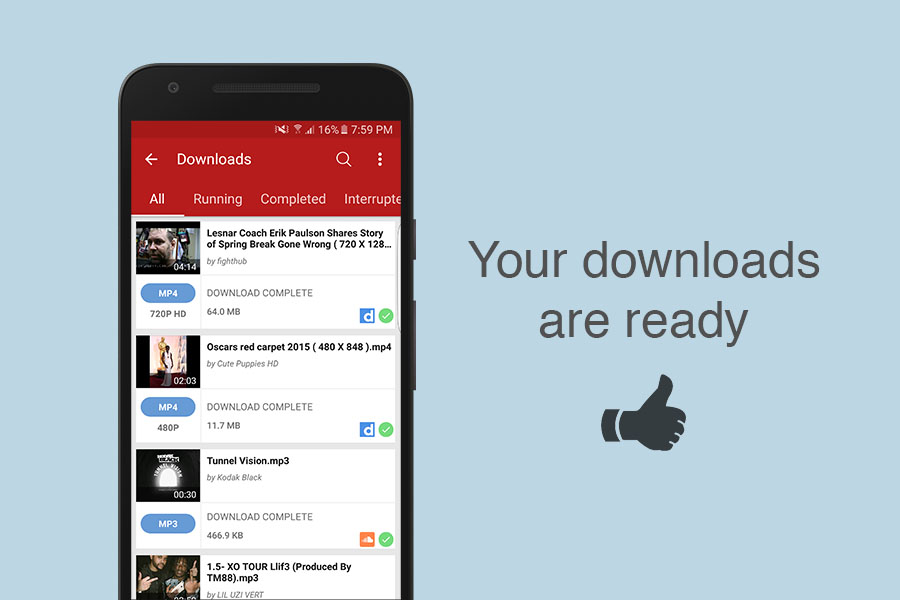 16% 7:59 PM
Downloads
All Running Completed Interrupte
Lesnar Coach Erik Paulson Shares Story
of Spring Break Gone Wrong ( 720 X 128...
by fighthub
04:14
MP4
DOWNLOAD COMPLETE
720P HD
64.0 MB
d
Oscars red carpet 2015 ( 480 X 848 ).mp4
by Cute Puppies HD
02:03
MP4
DOWNLOAD COMPLETE
480P
11.7 MB
d
Tunnel Vision.mp3
by Kodak Black
00:30
MP3
DOWNLOAD COMPLETE
466.9 KB
1.5- XO TOUR Llif3 (Produced By
TM88).mp3
by LIL UZI VERT
Your downloads
are ready